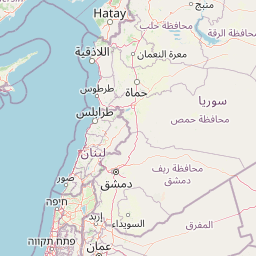 منبج
Hatay
محافظة حلب
محافظة الرقة
اللاذقية
معرة النعمان
طرطوس
حماة
سوريا
طرابلس
محافظة حمص
لبنان
محافظة ريف
دمشق
دمشق
صور
חיפה
إربد
السويداء
المفرق
פתח תקווה
عمان